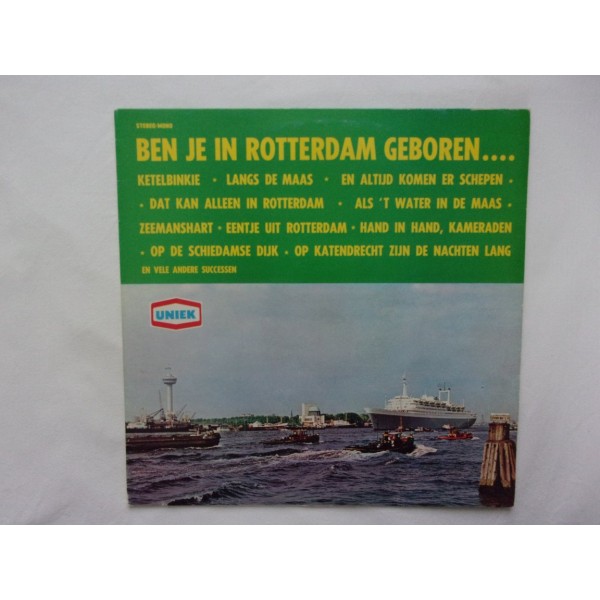 STEREO-MONO
BEN JE IN ROTTERDAM GEBOREN....
KETELBINKIE • LANGS DE MAAS • EN ALTIJD KOMEN ER SCHEPEN •
• DAT KAN ALLEEN IN ROTTERDAM • ALS 'T WATER IN DE MAAS •
ZEEMANSHART • EENTJE UIT ROTTERDAM • HAND IN HAND, KAMERADEN
• OP DE SCHIEDAMSE DIJK • OP KATENDRECHT ZIJN DE NACHTEN LANG
EN VELE ANDERE SUCCESSEN
UNIEK